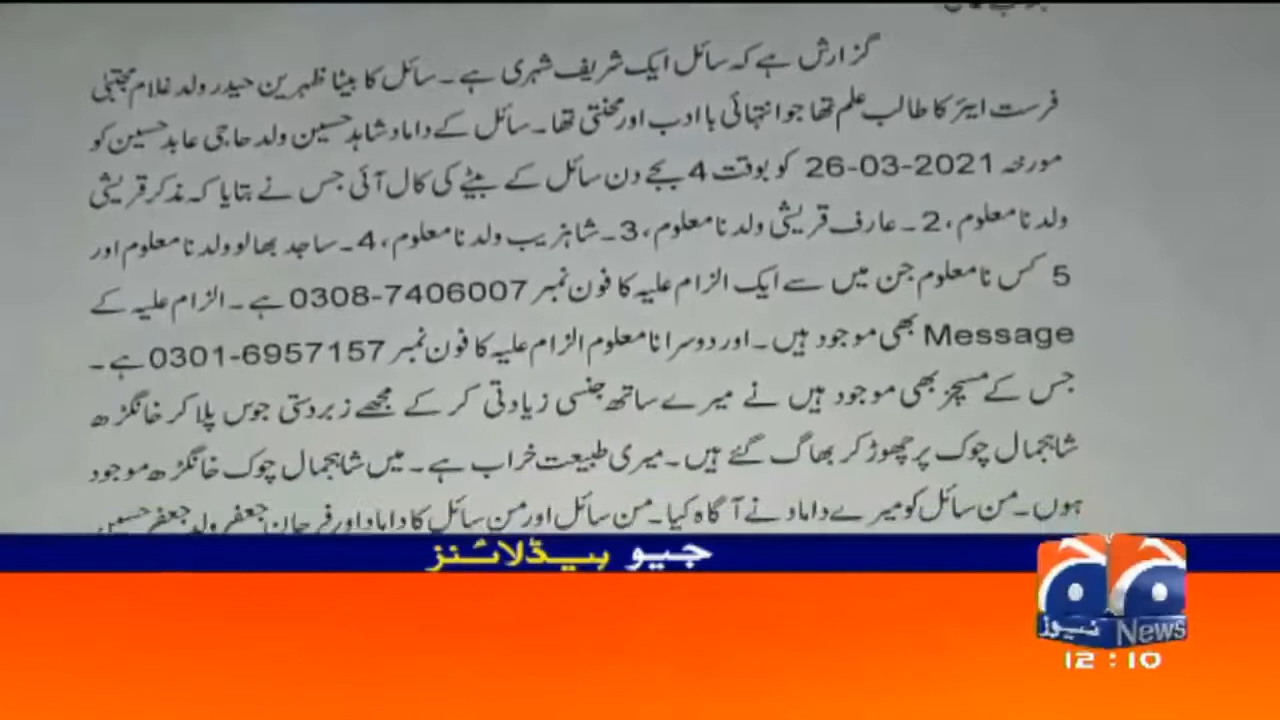 گزارش ہے کہ سائل ایک شریف شہری ہے۔ سائل کا بیٹا ظہرین حیدر ولد غلام مجتبیٰ
فرسٹ ایئر کا طالب علم تھا جو انتہائی باادب اور محنتی تھا۔ سائل کے داماد شاہد حسین ولد حاجی عابد حسین کو
مورخہ 26-03-2021 کو بوقت 4 بجے دن سائل کے بیٹے کی کال آئی جس نے بتایا کہ مذکر قریشی
ولد نامعلوم، 2۔ عارف قریشی ولد نامعلوم، 3۔ شاہزیب ولد نامعلوم، 4۔ ساجد بھالو ولد نامعلوم اور
5 کس نامعلوم جن میں سے ایک الزام علیہ کا فون نمبر 0308-7406007 ہے۔ الزام علیہ کے
Message بھی موجود ہیں۔ اور دوسرا نامعلوم الزام علیہ کا فون نمبر 0301-6957157 ہے۔
جس کے مسیجز بھی موجود ہیں نے میرے ساتھ جنسی زیادتی کر کے مجھے زبردستی جوس پلا کر خانگڑھ
شاہجمال چوک پر چھوڑ کر بھاگ گئے ہیں۔ میری طبیعت خراب ہے۔ میں شاہجمال چوک خانگڑھ موجود
ہوں۔ من سائل کو میرے داماد نے آگاہ کیا۔ من سائل اور من سائل کا داماد اور فرحان جعفر ولد جعفر حسین
جیو ہیڈلائنز
جیو
نیوز News
12:10